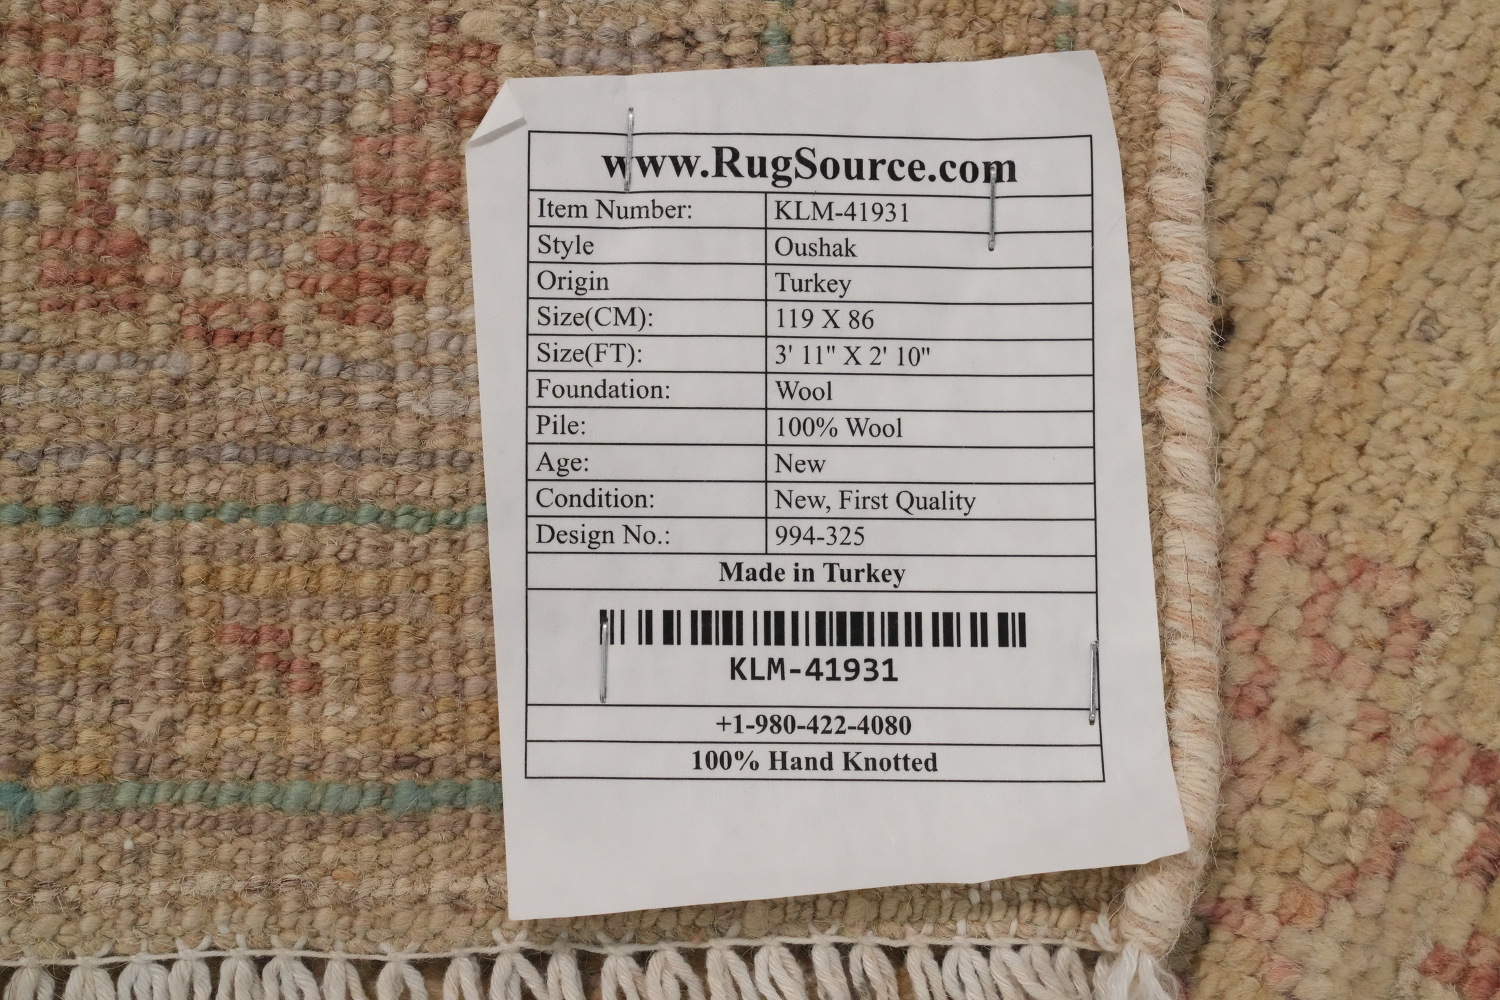 www.RugSource.com
Item Number: KLM-41931
Style Oushak
Origin Turkey
Size(CM): 119 X 86
Size(FT): 3' 11" X 2' 10"
Foundation: Wool
Pile: 100% Wool
Age: New
Condition: New, First Quality
Design No.: 994-325
Made in Turkey
KLM-41931
+1-980-422-4080
100% Hand Knotted